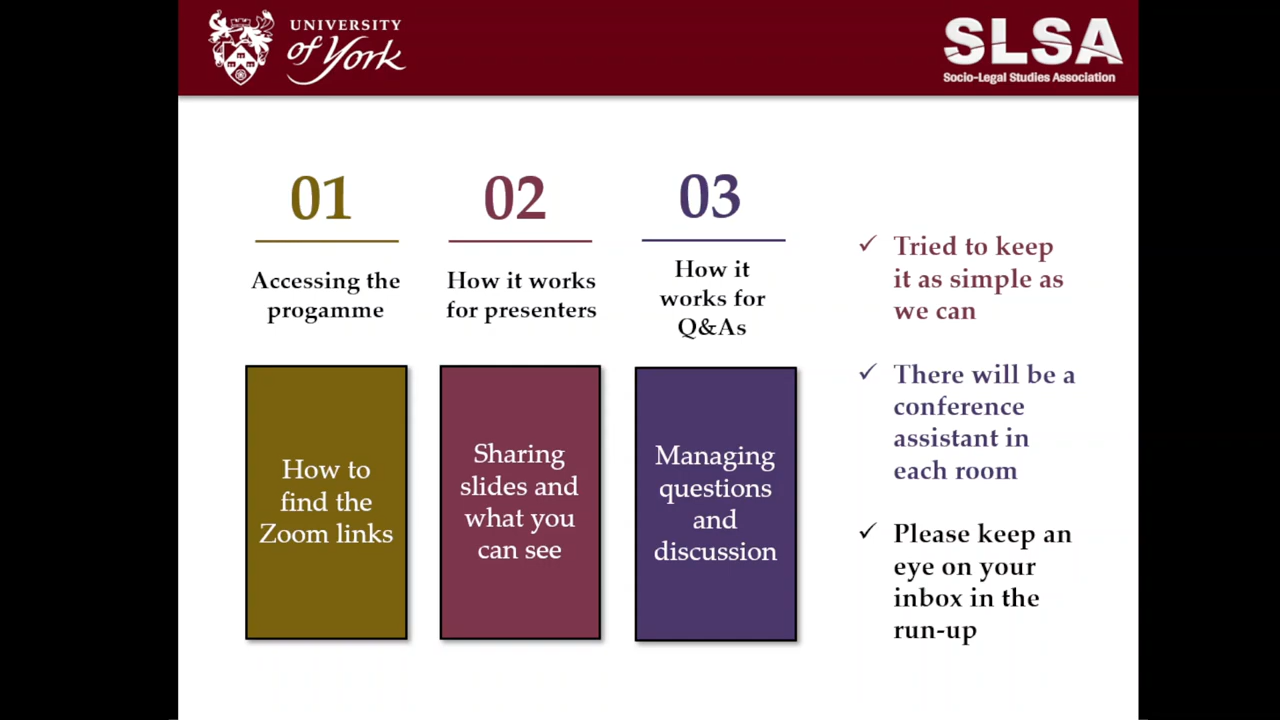 UNIVERSITY
of York
SLSA
Socio-Legal Studies Association
01
Accessing the
progamme
How to
find the
Zoom links
02
How it works
for presenters
Sharing
slides and
what you
can see
03
How it
works for
Q&As
Managing
questions
and
discussion
✓ Tried to keep
it as simple as
we can
✓ There will be a
conference
assistant in
each room
✓ Please keep an
eye on your
inbox in the
run-up